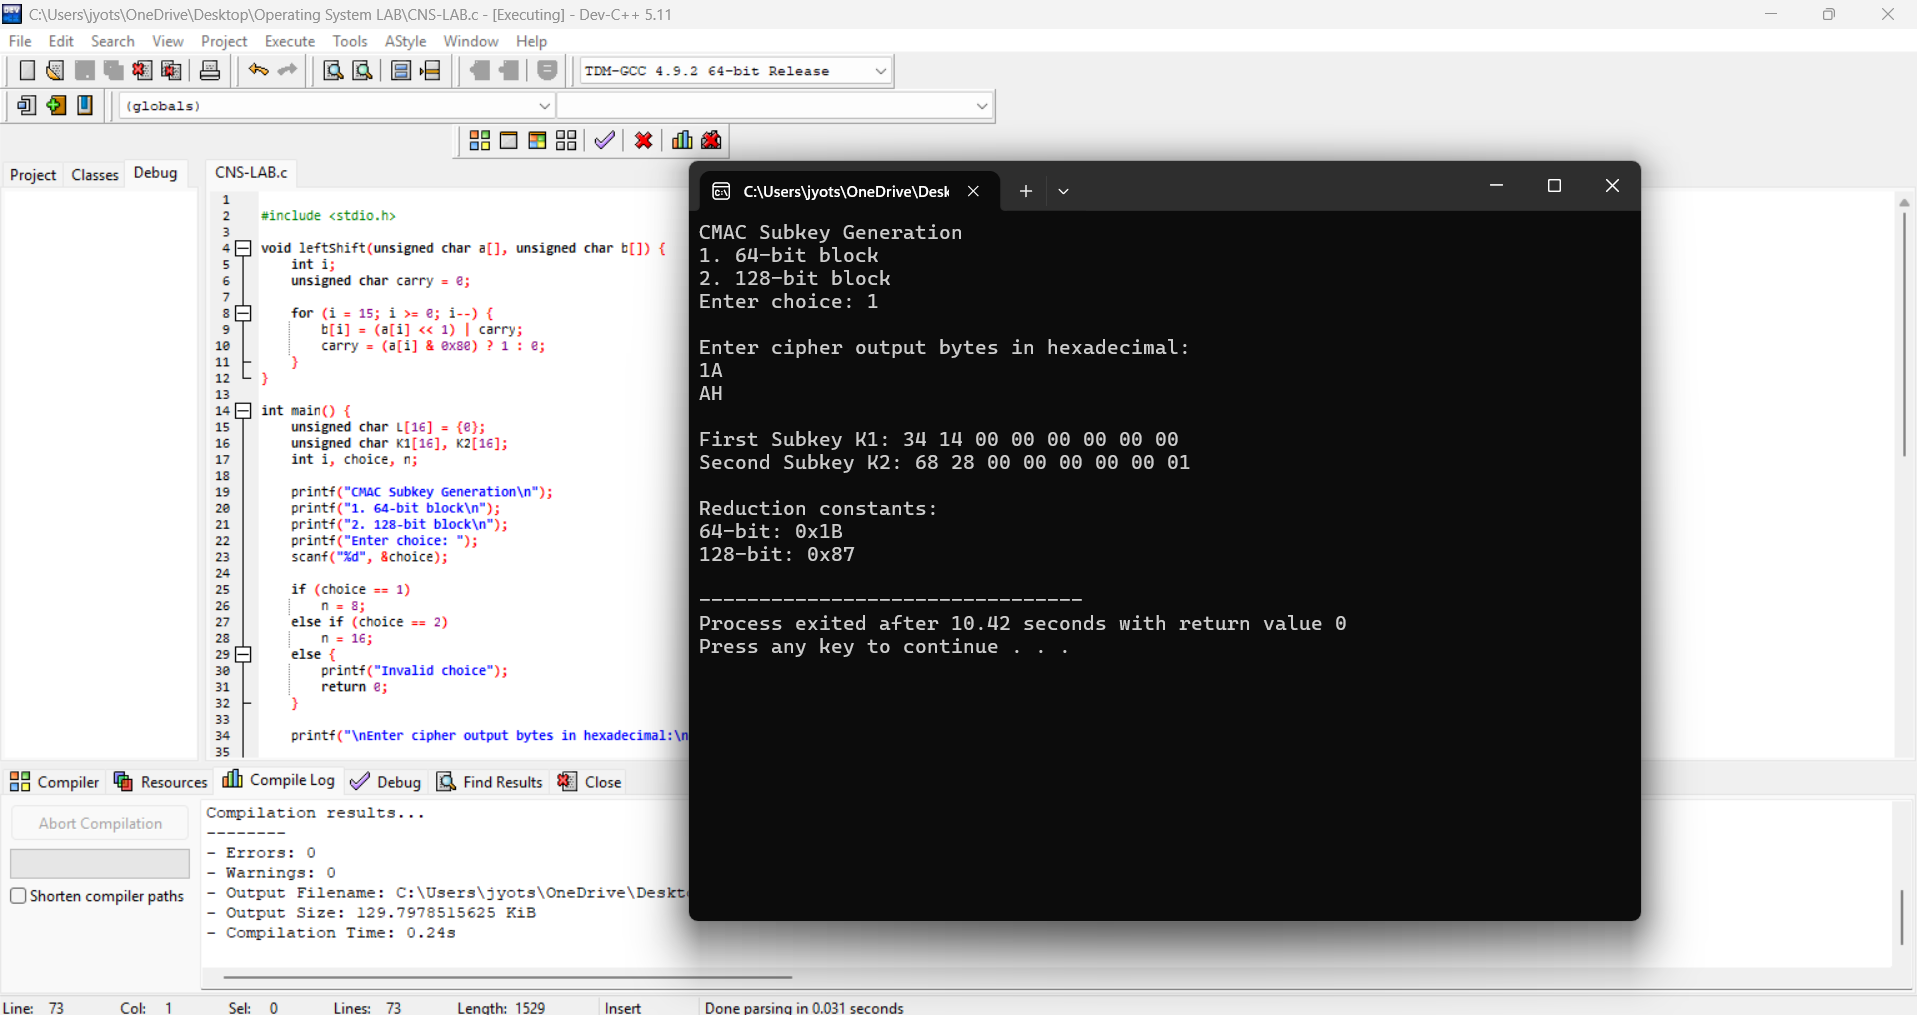 C:\Users\jyots\OneDrive\Desktop\Operating System LAB\CNS-LAB.c - [Executing] - Dev-C++ 5.11
File Edit Search View Project Execute Tools AStyle Window Help
TDM-GCC 4.9.2 64-bit Release
(globals)
Project Classes Debug
CNS-LAB.c
1
2 #include <stdio.h>
3
4 void leftShift(unsigned char a[], unsigned char b[]) {
5 int i;
6 unsigned char carry = 0;
7
8 for (i = 15; i >= 0; i--) {
9 b[i] = (a[i] << 1) | carry;
10 carry = (a[i] & 0x80) ? 1 : 0;
11 }
12 }
13
14 int main() {
15 unsigned char L[16] = {0};
16 unsigned char K1[16], K2[16];
17 int i, choice, n;
18
19 printf("CMAC Subkey Generation\n");
20 printf("1. 64-bit block\n");
21 printf("2. 128-bit block\n");
22 printf("Enter choice: ");
23 scanf("%d", &choice);
24
25 if (choice == 1)
26 n = 8;
27 else if (choice == 2)
28 n = 16;
29 else {
30 printf("Invalid choice");
31 return 0;
32 }
33
34 printf("\nEnter cipher output bytes in hexadecimal:\n
35
C:\Users\jyots\OneDrive\Desk
CMAC Subkey Generation
1. 64-bit block
2. 128-bit block
Enter choice: 1
Enter cipher output bytes in hexadecimal:
1A
AH
First Subkey K1: 34 14 00 00 00 00 00 00
Second Subkey K2: 68 28 00 00 00 00 00 01
Reduction constants:
64-bit: 0x1B
128-bit: 0x87
--------------------------------
Process exited after 10.42 seconds with return value 0
Press any key to continue . . .
Compiler Resources Compile Log Debug Find Results Close
Abort Compilation
Shorten compiler paths
Compilation results...
--------
- Errors: 0
- Warnings: 0
- Output Filename: C:\Users\jyots\OneDrive\Deskt
- Output Size: 129.7978515625 KiB
- Compilation Time: 0.24s
Line: 73 Col: 1 Sel: 0 Lines: 73 Length: 1529 Insert Done parsing in 0.031 seconds